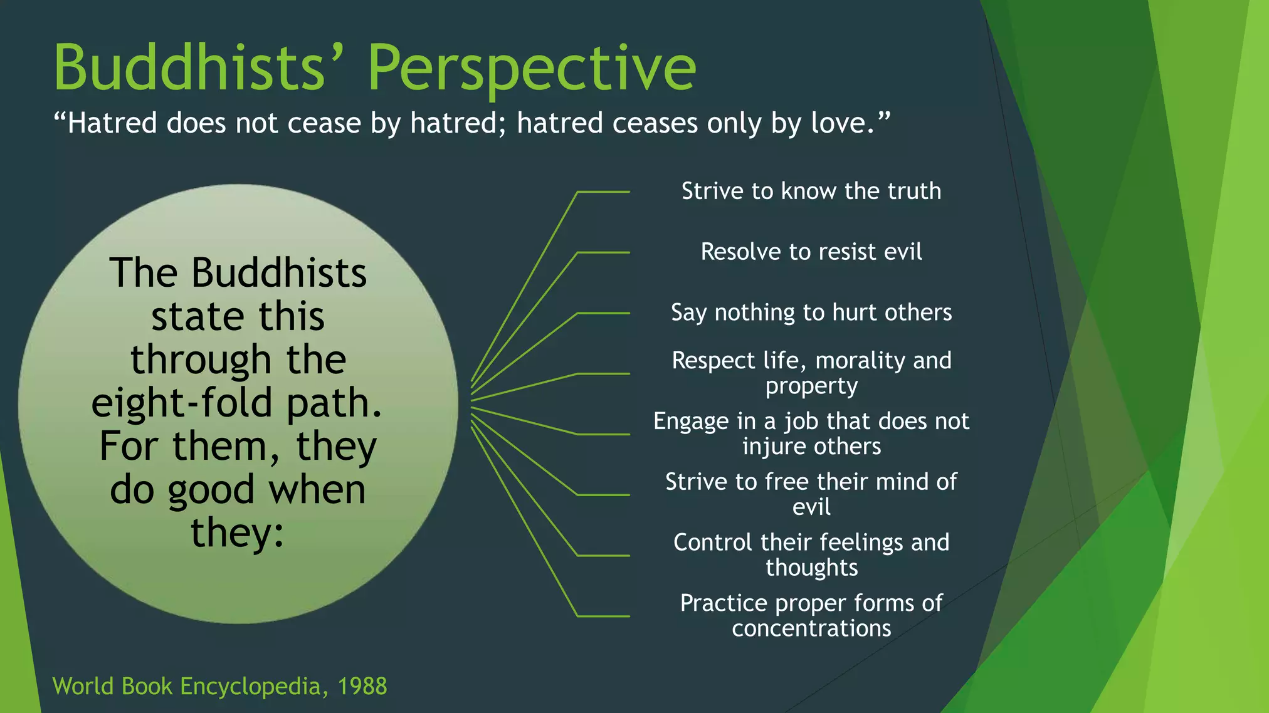 Buddhists’ Perspective
“Hatred does not cease by hatred; hatred ceases only by love.”
The Buddhists
state this
through the
eight-fold path.
For them, they
do good when
they:
Strive to know the truth
Resolve to resist evil
Say nothing to hurt others
Respect life, morality and
property
Engage in a job that does not
injure others
Strive to free their mind of
evil
Control their feelings and
thoughts
Practice proper forms of
concentrations
World Book Encyclopedia, 1988